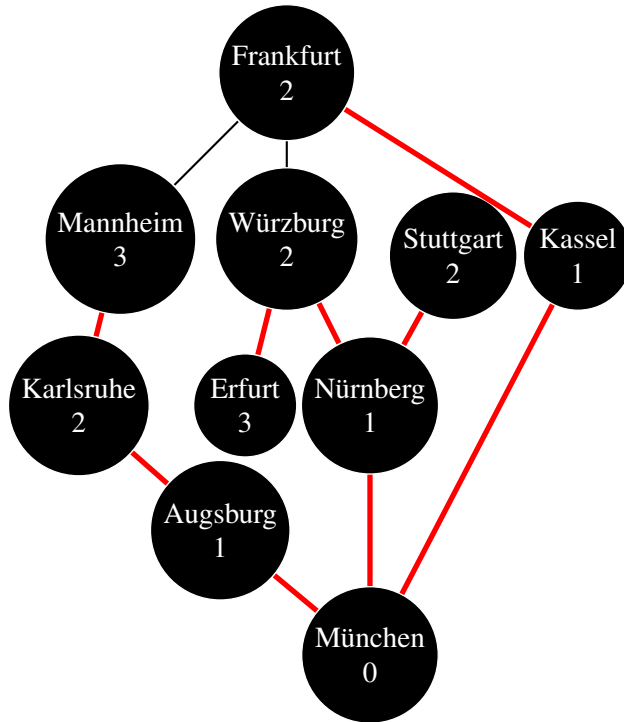 Frankfurt
2
Mannheim
3
Würzburg
2
Stuttgart
2
Kassel
1
Karlsruhe
2
Erfurt
3
Nürnberg
1
Augsburg
1
München
0